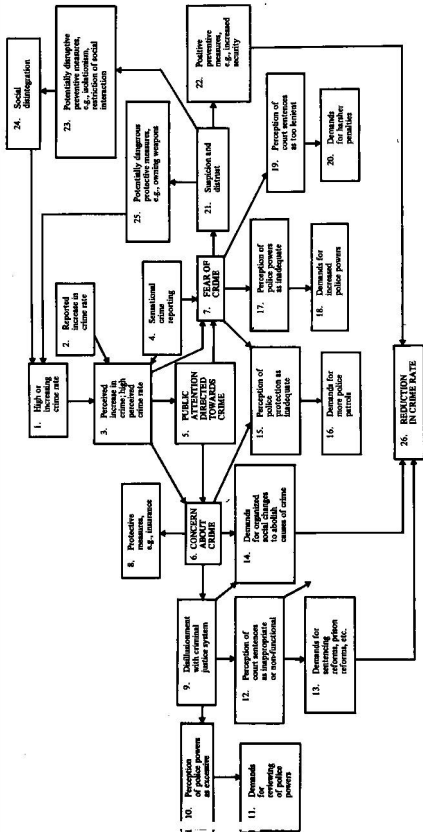 1. High or
increasing
crime rate
2. Reported
increase in
crime rate
3. Perceived
increase in
crime; high
perceived
crime rate
4. Sensational
crime
reporting
5. PUBLIC
ATTENTION
DIRECTED
TOWARDS
CRIME
6. CONCERN
ABOUT
CRIME
7. FEAR OF
CRIME
8. Protective
measures,
e.g., insurance
9. Disillusionment
with criminal
justice system
10. Perception
of police powers
as excessive
11. Demands
for
reviewing of
police
powers
12. Perception of
court sentences
as inappropriate
or non-functional
13. Demands for
sentencing
reforms, prison
reforms, etc.
14. Demands
for organized
social changes
to abolish
causes of crime
15. Perception
of
police
protection as
inadequate
16. Demands for
more police
patrols
17. Perception of
police powers
as inadequate
18. Demands for
increased
police powers
19. Perception of
court sentences
as too lenient
20. Demands
for harsher
penalties
21. Suspicion and
distrust
22. Positive
preventive
measures,
e.g., increased
security
23. Potentially disruptive
preventive measures,
e.g., isolationism,
restriction of social
interaction
24. Social
disintegration
25. Potentially dangerous
protective measures,
e.g., owning weapons
26. REDUCTION
IN CRIME RATE